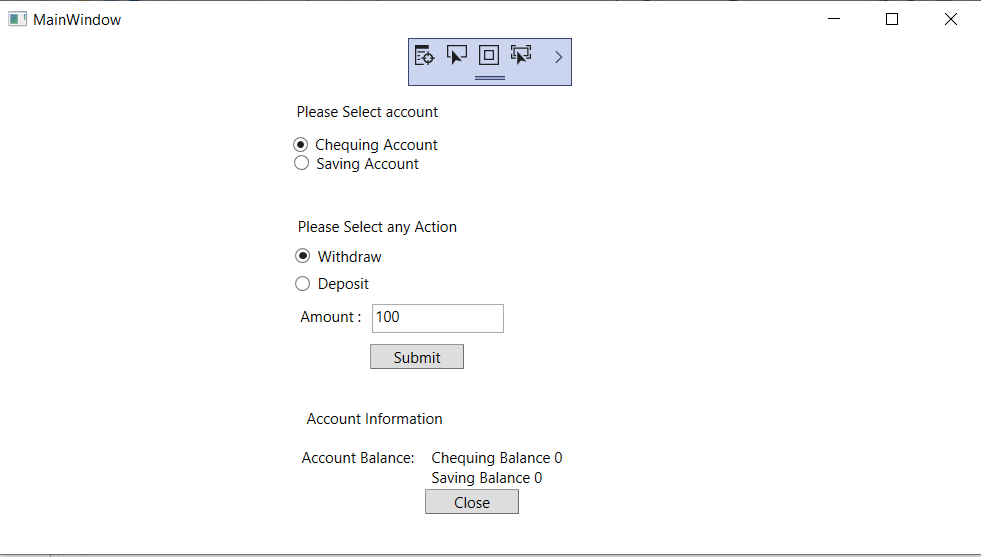 MainWindow
Please Select account
Chequing Account
Saving Account
Please Select any Action
Withdraw
Deposit
Amount : 100
Submit
Account Information
Account Balance: Chequing Balance 0
Saving Balance 0
Close